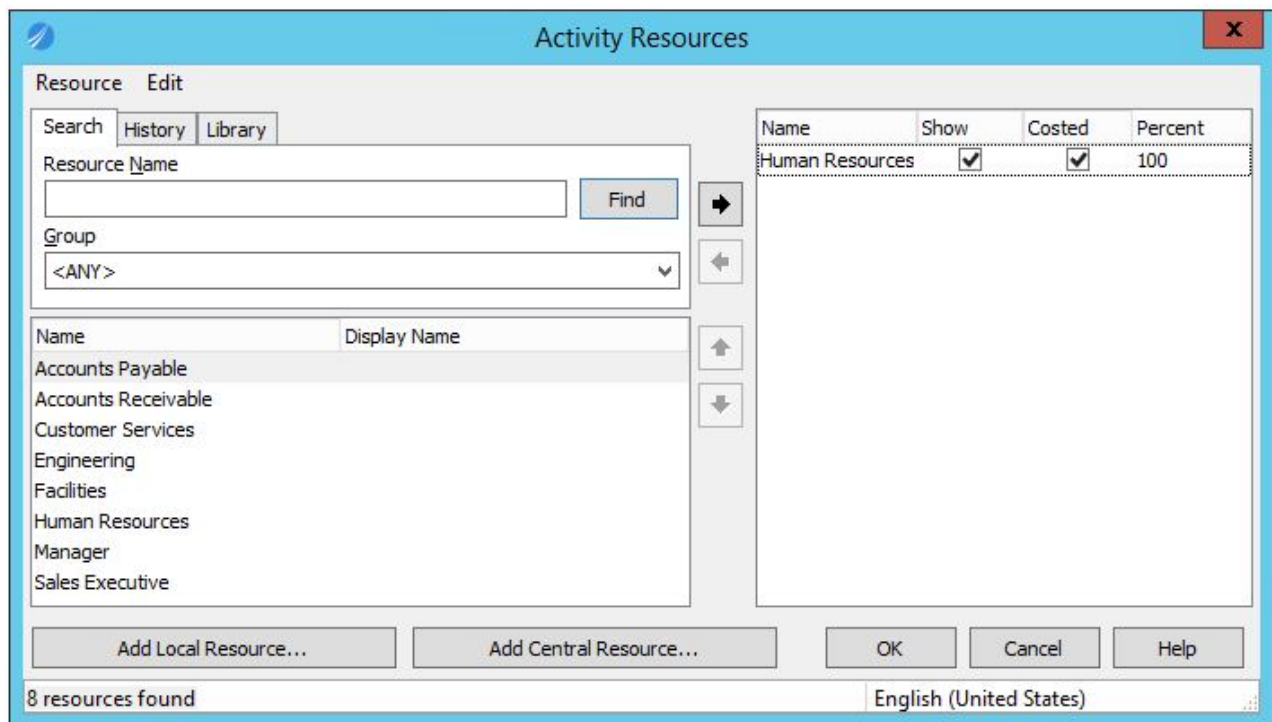 Activity Resources
x
Resource Edit
Search History Library
Resource Name
Find
Group
<ANY>
Name Display Name
Accounts Payable
Accounts Receivable
Customer Services
Engineering
Facilities
Human Resources
Manager
Sales Executive
Name Show Costed Percent
Human Resources 100
Add Local Resource... Add Central Resource... OK Cancel Help
8 resources found English (United States)